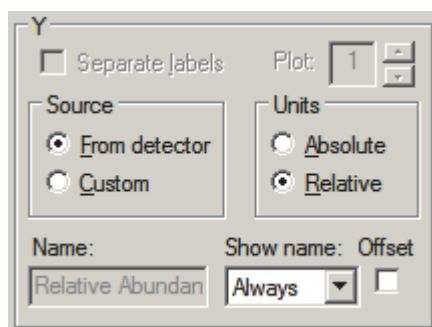 Y
Separate labels Plot: 1
Source Units
From detector Absolute
Custom Relative
Name: Show name: Offset
Relative Abundan Always